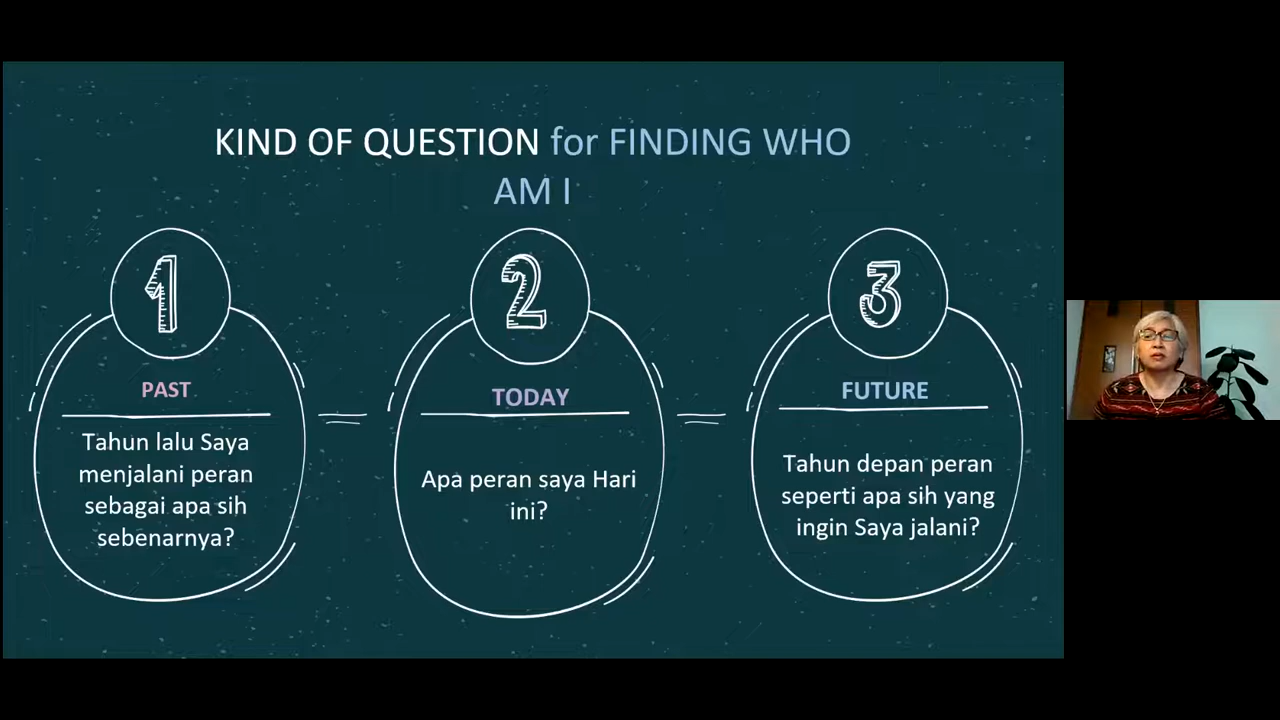 KIND OF QUESTION for FINDING WHO
AM I
1
PAST
Tahun lalu Saya
menjalani peran
sebagai apa sih
sebenarnya?
2
TODAY
Apa peran saya Hari
ini?
3
FUTURE
Tahun depan peran
seperti apa sih yang
ingin Saya jalani?